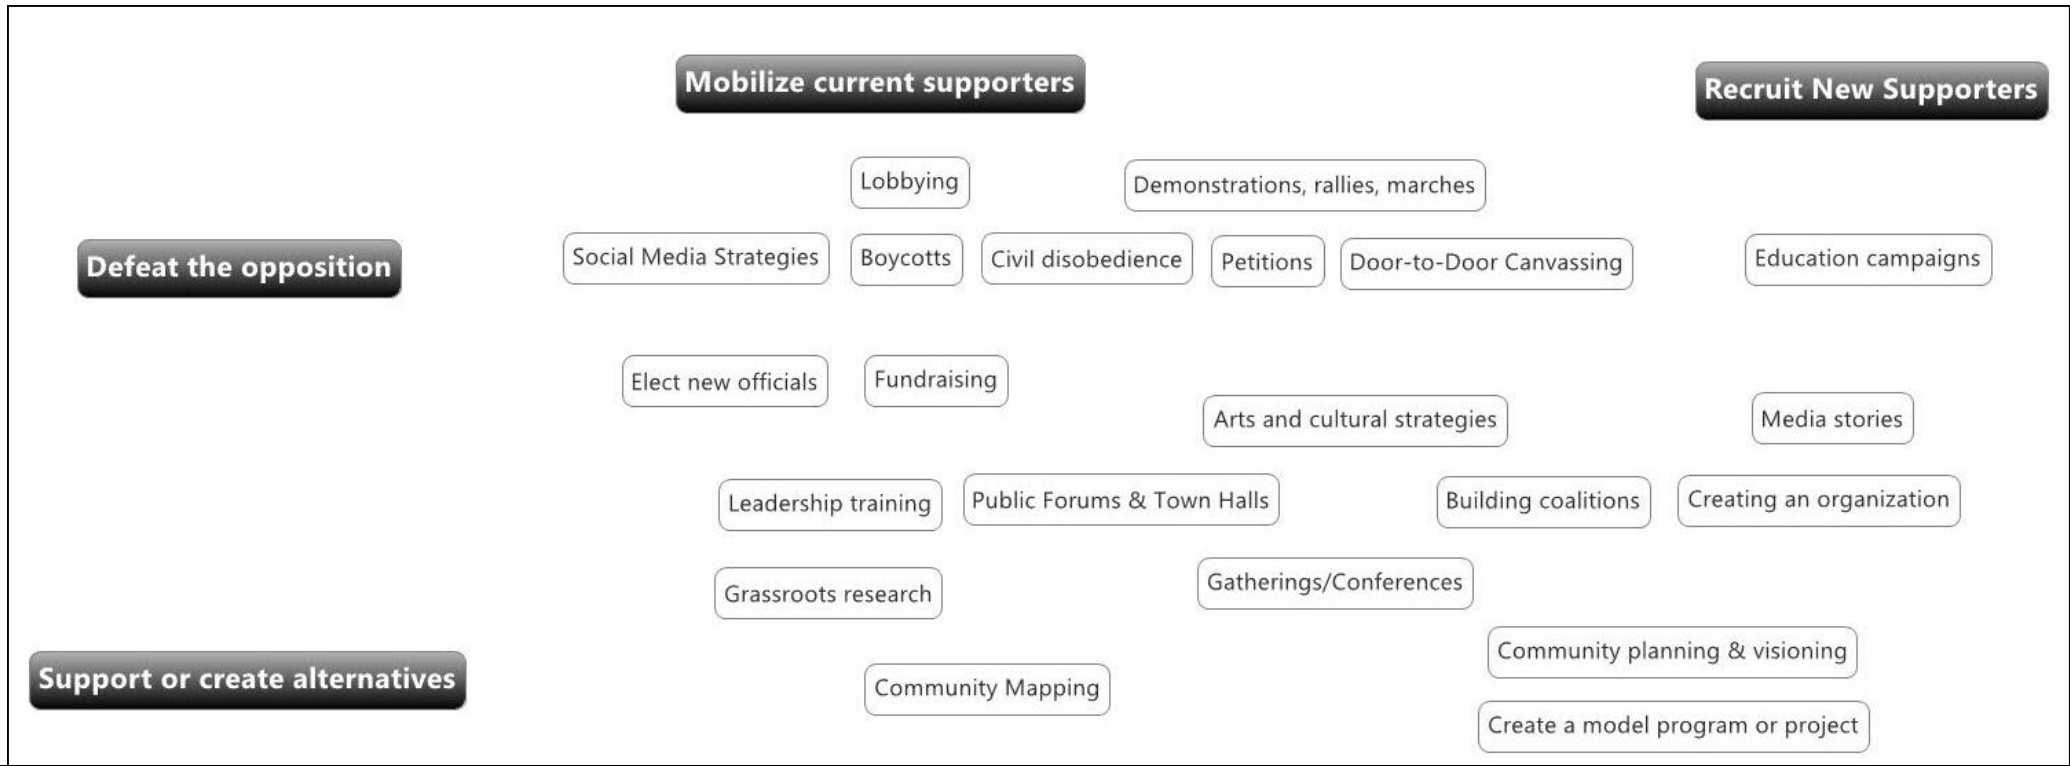 Mobilize current supporters
Recruit New Supporters
Lobbying
Demonstrations, rallies, marches
Defeat the opposition
Social Media Strategies
Boycotts
Civil disobedience
Petitions
Door-to-Door Canvassing
Education campaigns
Elect new officials
Fundraising
Arts and cultural strategies
Media stories
Leadership training
Public Forums & Town Halls
Building coalitions
Creating an organization
Grassroots research
Gatherings/Conferences
Support or create alternatives
Community Mapping
Community planning & visioning
Create a model program or project